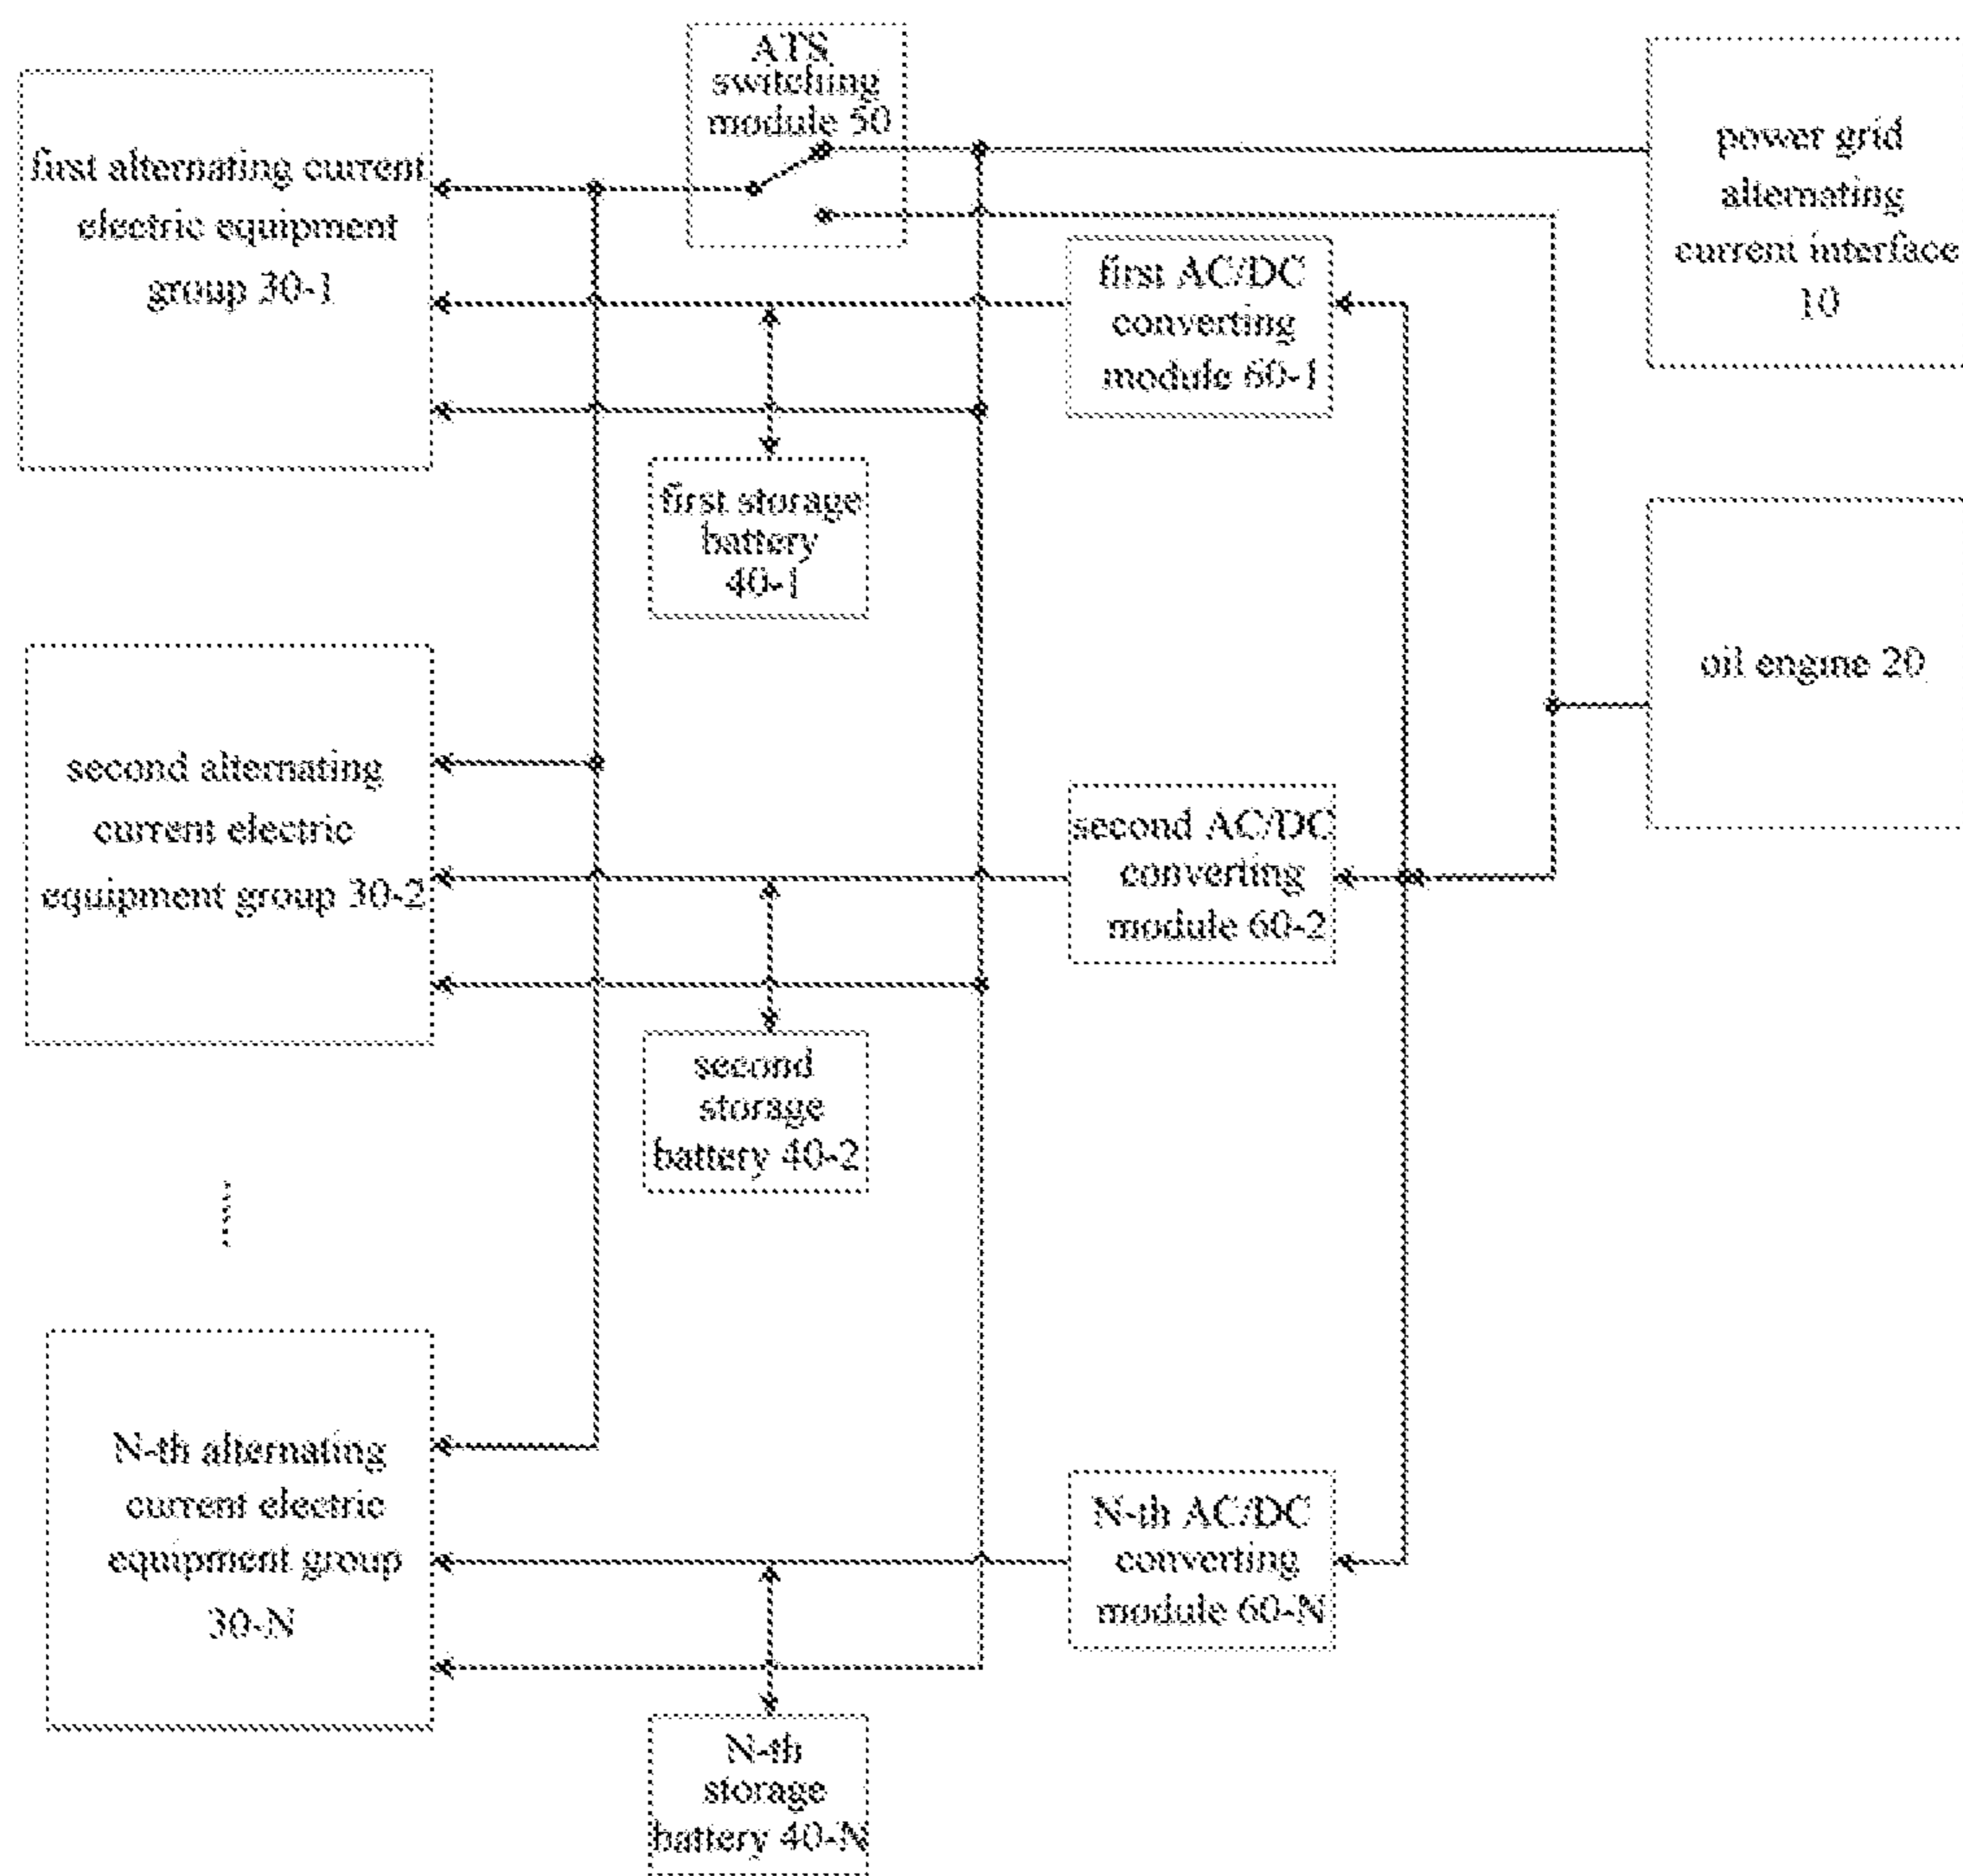 ATS
switching
module 50
first alternating current
electric equipment
group 30-1
power grid
alternating
current interface
10
first AC/DC
converting
module 60-1
first storage
battery
40-1
oil engine 20
second alternating
current electric
equipment group 30-2
second AC/DC
converting
module 60-2
second
storage
battery 40-2
N-th alternating
current electric
equipment group
30-N
N-th AC/DC
converting
module 60-N
N-th
storage
battery 40-N